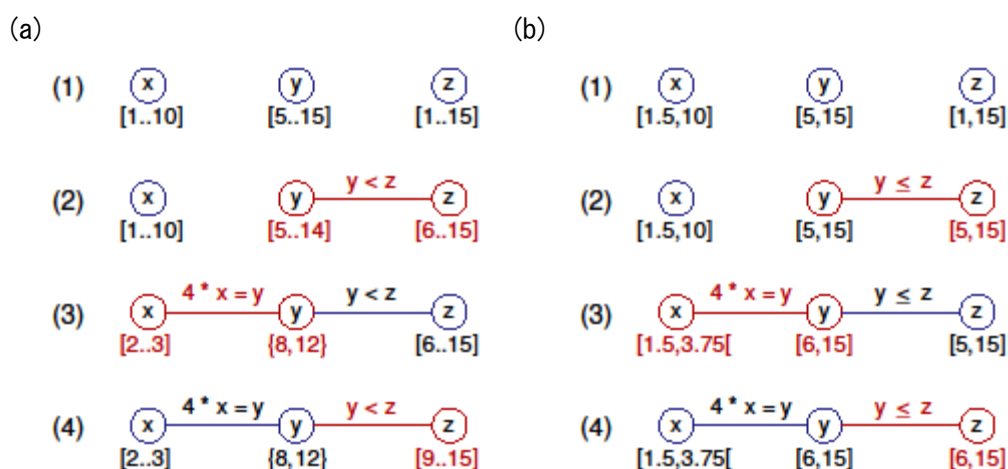 (a)
(1) x y z
[1..10] [5..15] [1..15]
y < z
(2) x y z
[1..10] [5..14] [6..15]
4 * x = y y < z
(3) x y z
[2..3] {8,12} [6..15]
4 * x = y y < z
(4) x y z
[2..3] {8,12} [9..15]
(b)
(1) x y z
[1.5,10] [5,15] [1,15]
y ≤ z
(2) x y z
[1.5,10] [5,15] [5,15]
4 * x = y y ≤ z
(3) x y z
[1.5,3.75[ [6,15] [5,15]
4 * x = y y ≤ z
(4) x y z
[1.5,3.75[ [6,15] [6,15]